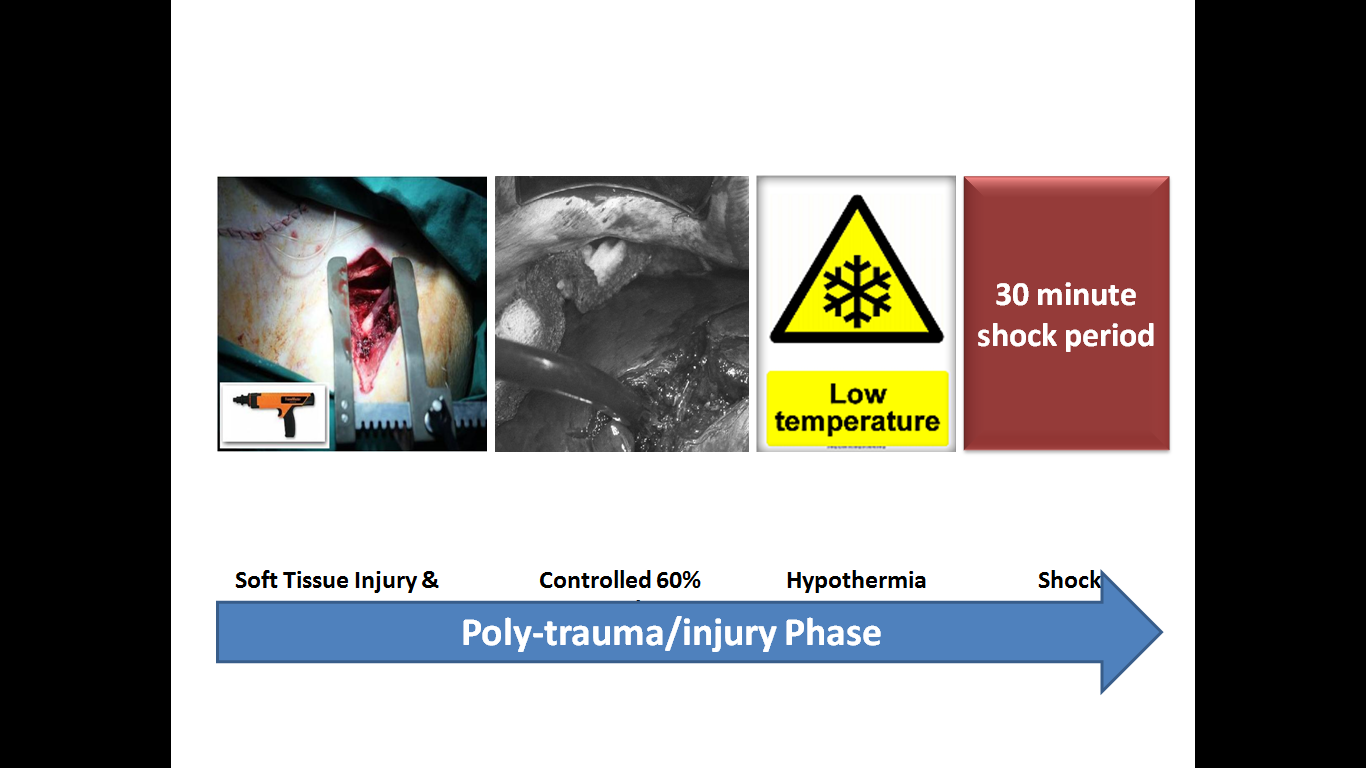 30 minute
shock period
Low
temperature
Soft Tissue Injury &
Controlled 60%
Hypothermia
Shock
Poly-trauma/injury Phase